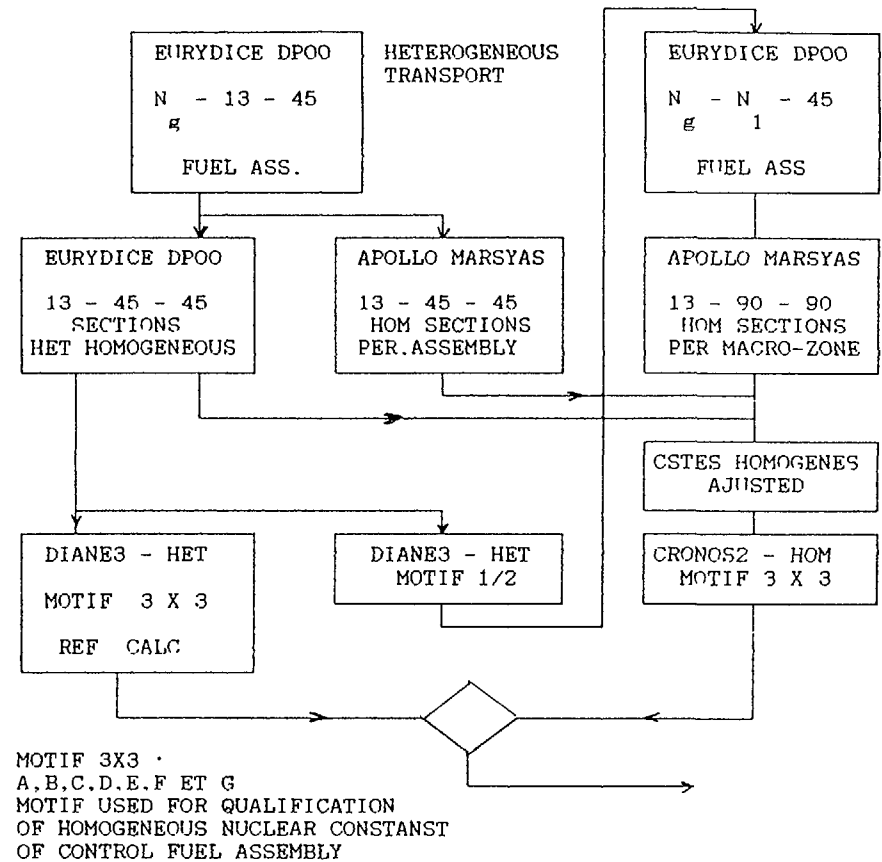 EURYDICE DPOO
N - 13 - 45
g
FUEL ASS.
HETEROGENEOUS
TRANSPORT
EURYDICE DPOO
N - N - 45
g 1
FUEL ASS
EURYDICE DPOO
13 - 45 - 45
SECTIONS
HET HOMOGENEOUS
APOLLO MARSYAS
13 - 45 - 45
HOM SECTIONS
PER.ASSEMBLY
APOLLO MARSYAS
13 - 90 - 90
HOM SECTIONS
PER MACRO-ZONE
CSTES HOMOGENES
AJUSTED
DIANE3 - HET
MOTIF 3 X 3
REF CALC
DIANE3 - HET
MOTIF 1/2
CRONOS2 - HOM
MOTIF 3 X 3
MOTIF 3X3 ·
A,B,C.D.E.F ET G
MOTIF USED FOR QUALIFICATION
OF HOMOGENEOUS NUCLEAR CONSTANST
OF CONTROL FUEL ASSEMBLY